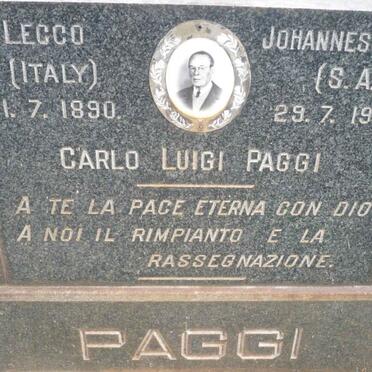 LECCO JOHANNES
(ITALY) (S.A
1. 7. 1890. 29. 7. 19
CARLO LUIGI PAGGI
A TE LA PACE ETERNA CON DIO
A NOI IL RIMPIANTO E LA
RASSEGNAZIONE.
PAGGI